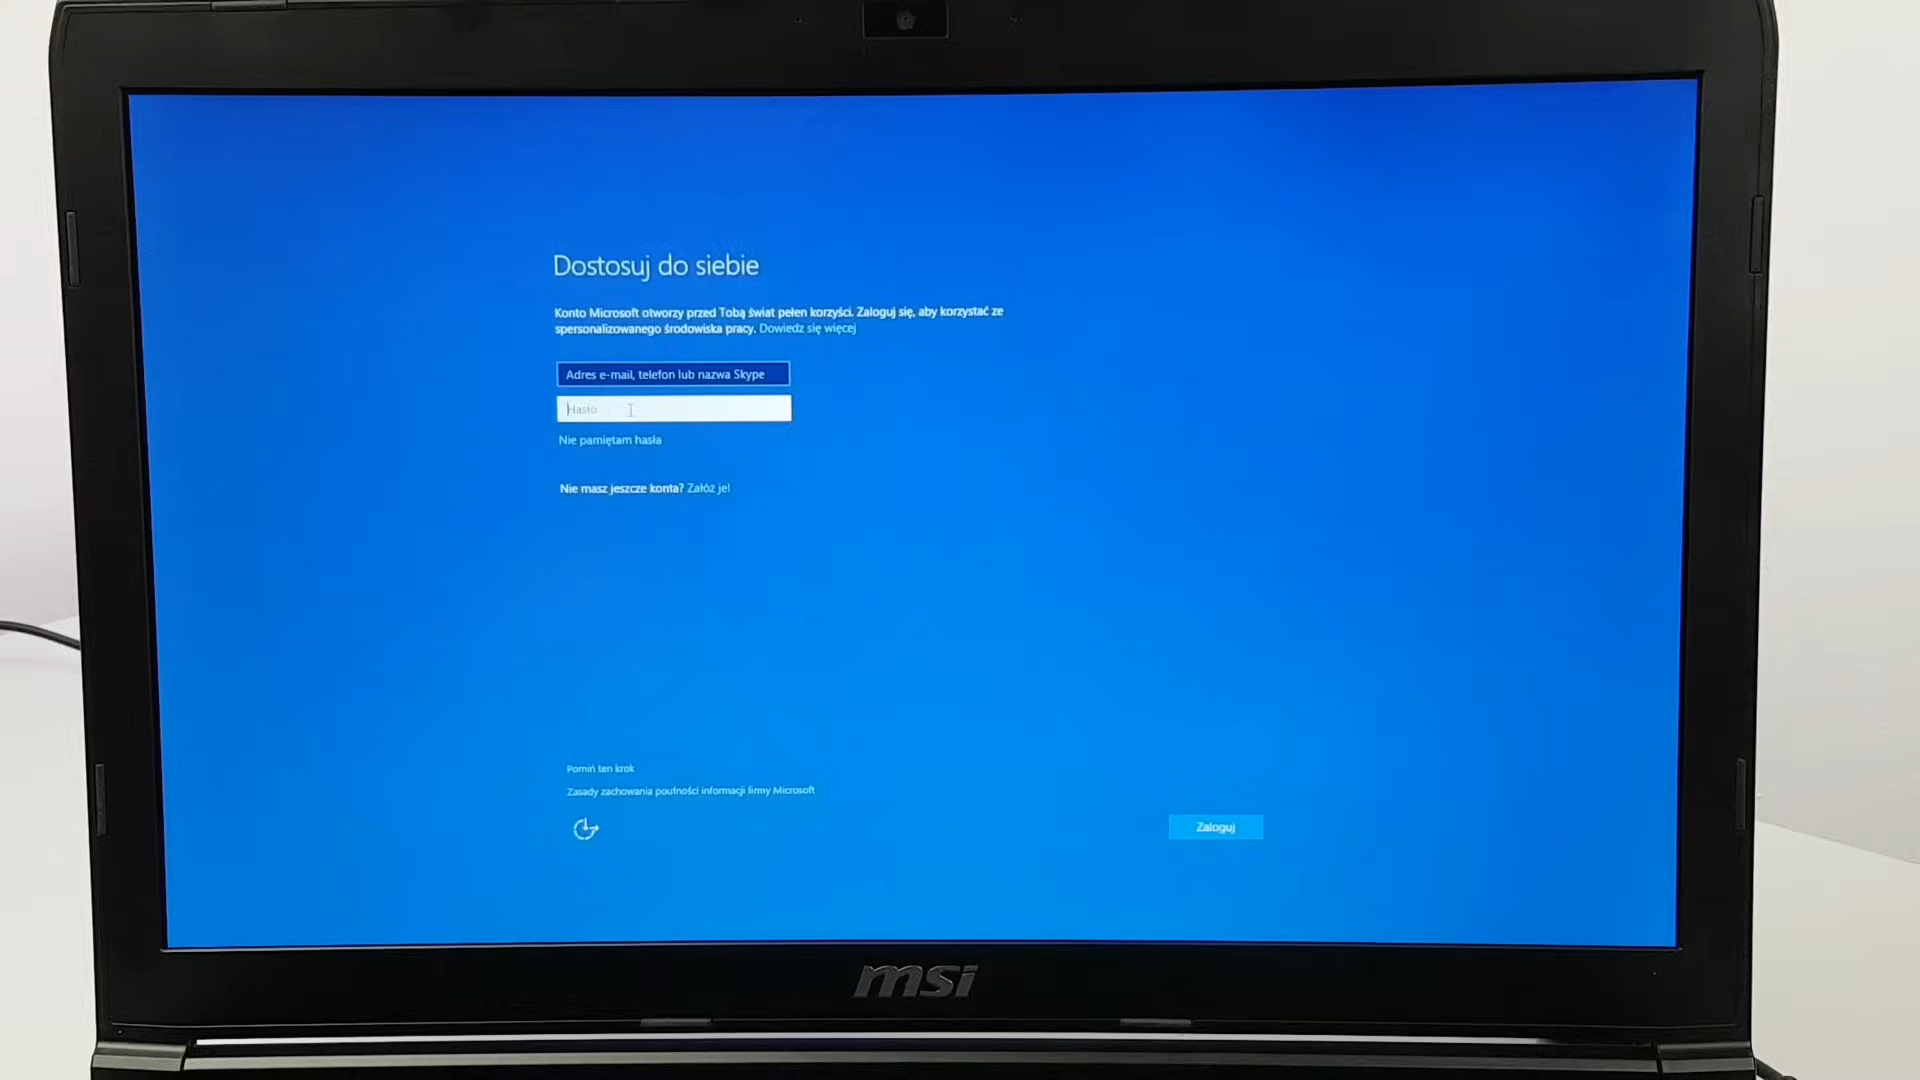 Dostosuj do siebie
Konto Microsoft otworzy przed Tobą świat pełen korzyści. Zaloguj się, aby korzystać ze
spersonalizowanego środowiska pracy. Dowiedz się więcej
Adres e-mail, telefon lub nazwa Skype
Hasło
Nie pamiętam hasła
Nie masz jeszcze konta? Załóż je!
Pomiń ten krok
Zasady zachowania poufności informacji firmy Microsoft
Zaloguj
msi